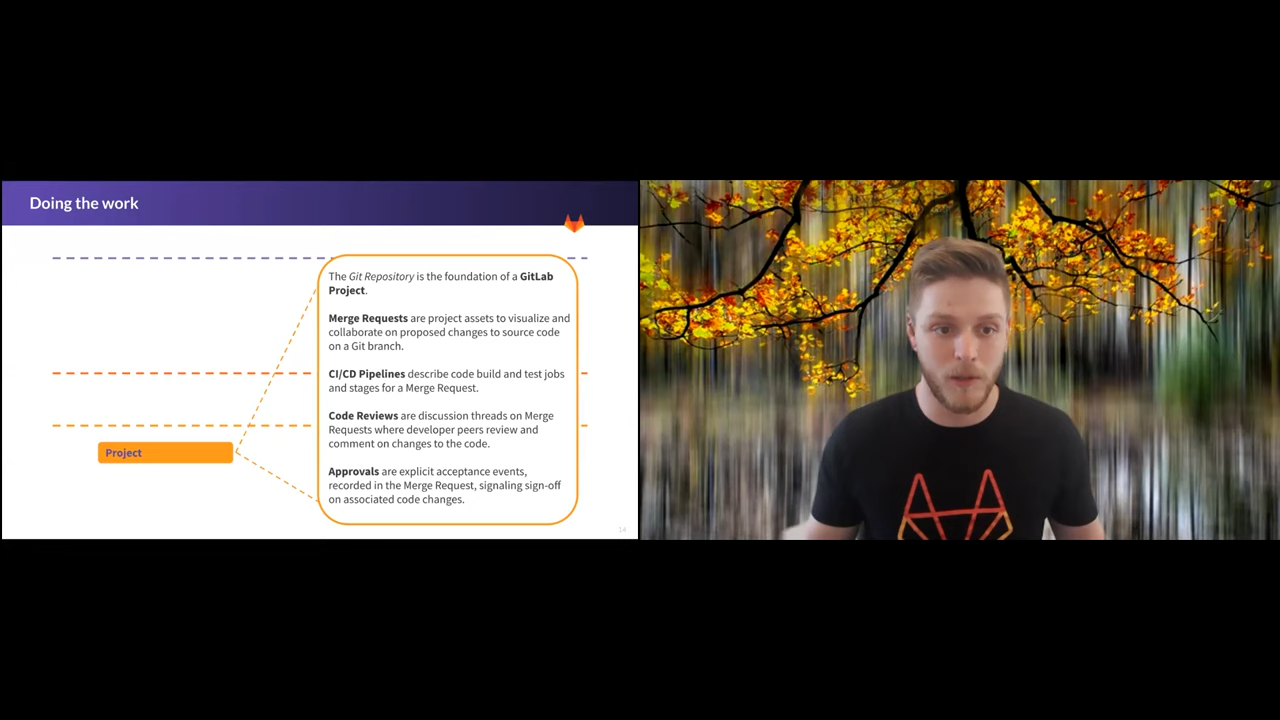 Doing the work
The Git Repository is the foundation of a GitLab
Project.
Merge Requests are project assets to visualize and
collaborate on proposed changes to source code
on a Git branch.
CI/CD Pipelines describe code build and test jobs
and stages for a Merge Request.
Code Reviews are discussion threads on Merge
Requests where developer peers review and
comment on changes to the code.
Approvals are explicit acceptance events,
recorded in the Merge Request, signaling sign-off
on associated code changes.
Project
14